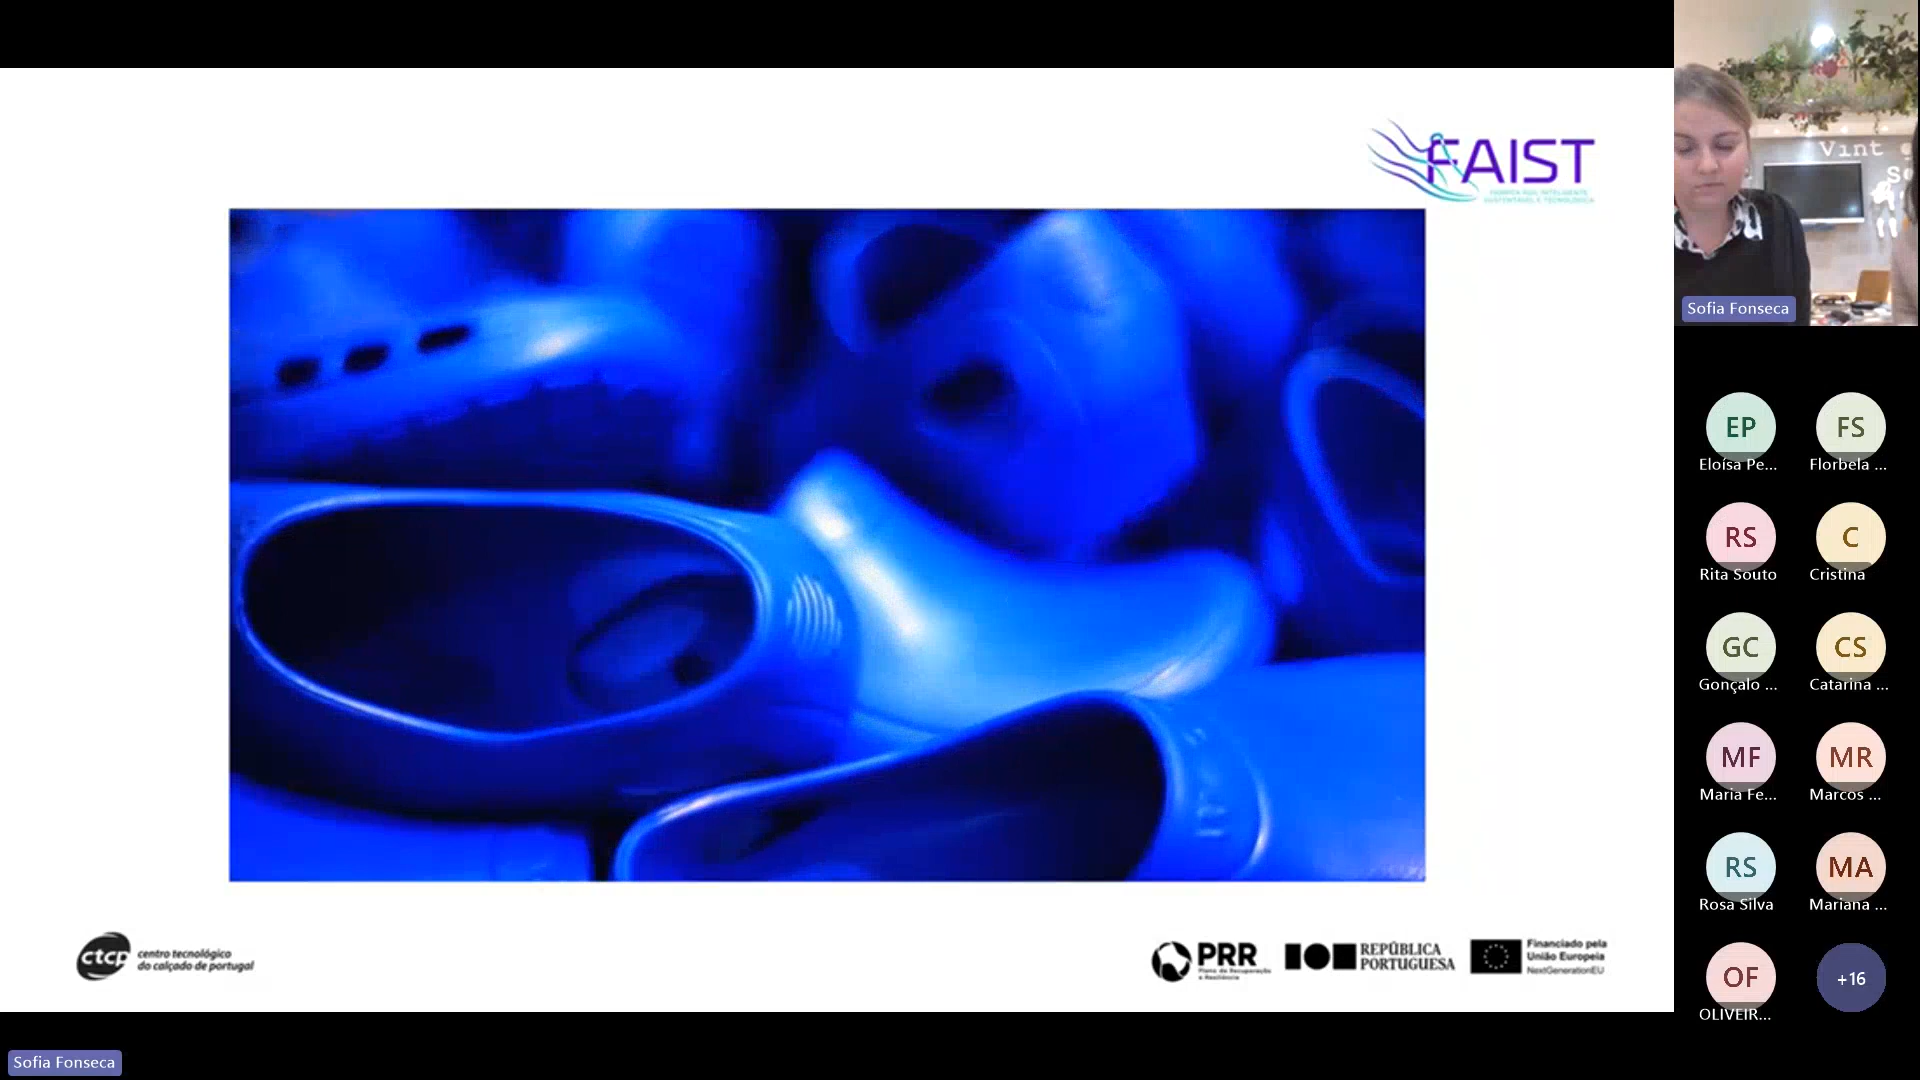 FAIST
FÁBRICA ÁGIL INTELIGENTE
SUSTENTÁVEL E TECNOLÓGICA
ctcp
centro tecnológico
do calçado de portugal
PRR
Plano de Recuperação
e Resiliência
REPÚBLICA
PORTUGUESA
Financiado pela
União Europeia
NextGenerationEU
Sofia Fonseca
Vint
Sofia Fonseca
EP
Eloísa Pe...
FS
Florbela ...
RS
Rita Souto
C
Cristina
GC
Gonçalo ...
CS
Catarina ...
MF
Maria Fe...
MR
Marcos ...
RS
Rosa Silva
MA
Mariana ...
OF
OLIVEIR...
+16